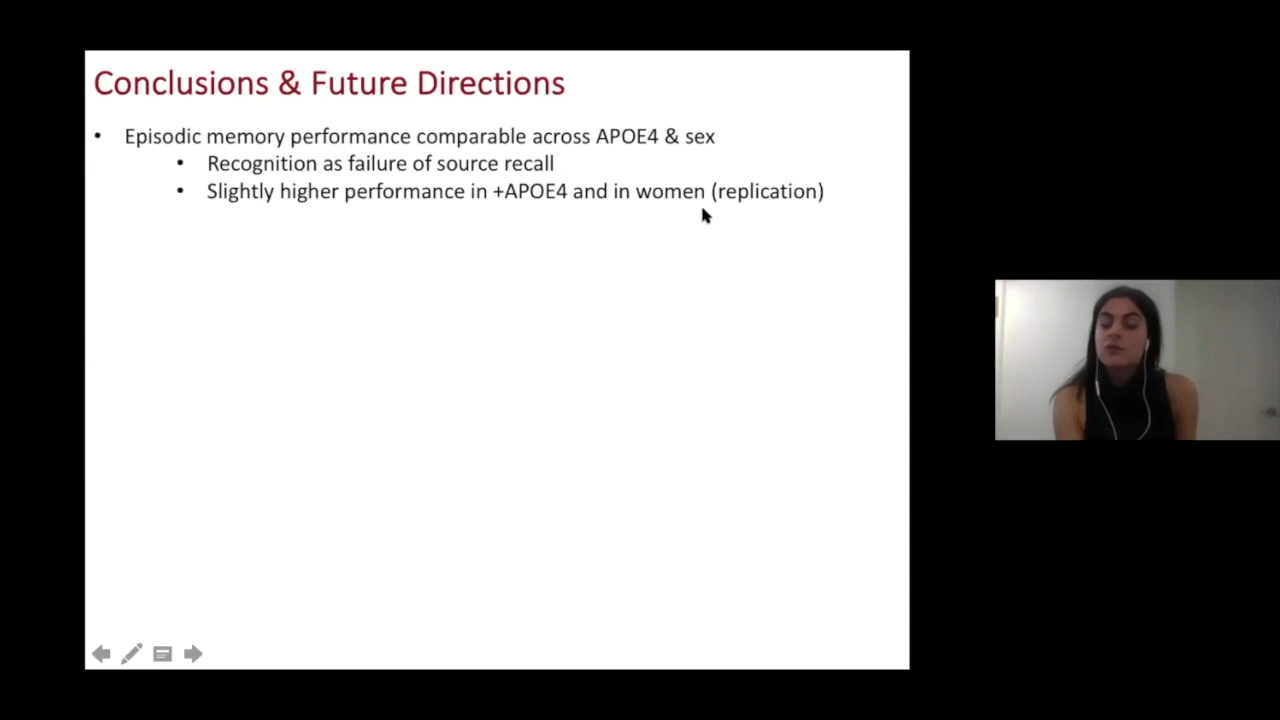 Conclusions & Future Directions
• Episodic memory performance comparable across APOE4 & sex
• Recognition as failure of source recall
• Slightly higher performance in +APOE4 and in women (replication)